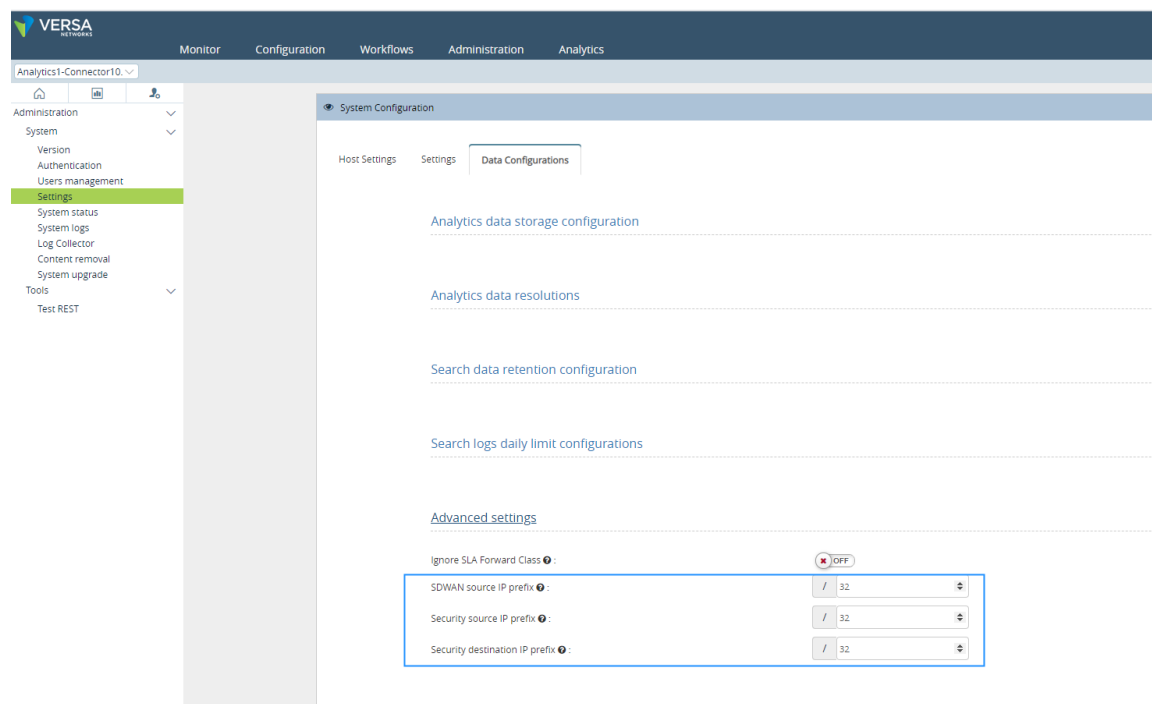 VERSA
NETWORKS
Monitor Configuration Workflows Administration Analytics
Analytics1-Connector10.
Administration
System
Version
Authentication
Users management
Settings
System status
System logs
Log Collector
Content removal
System upgrade
Tools
Test REST
System Configuration
Host Settings Settings Data Configurations
Analytics data storage configuration
Analytics data resolutions
Search data retention configuration
Search logs daily limit configurations
Advanced settings
Ignore SLA Forward Class ? : OFF
SDWAN source IP prefix ? : / 32
Security source IP prefix ? : / 32
Security destination IP prefix ? : / 32